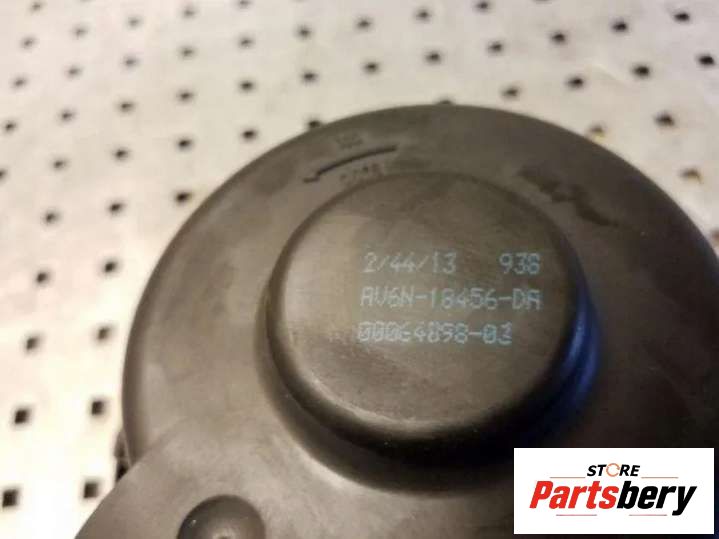 2/44/13 938
AV6N-18456-DA
00064898-03
STORE
Partsbery